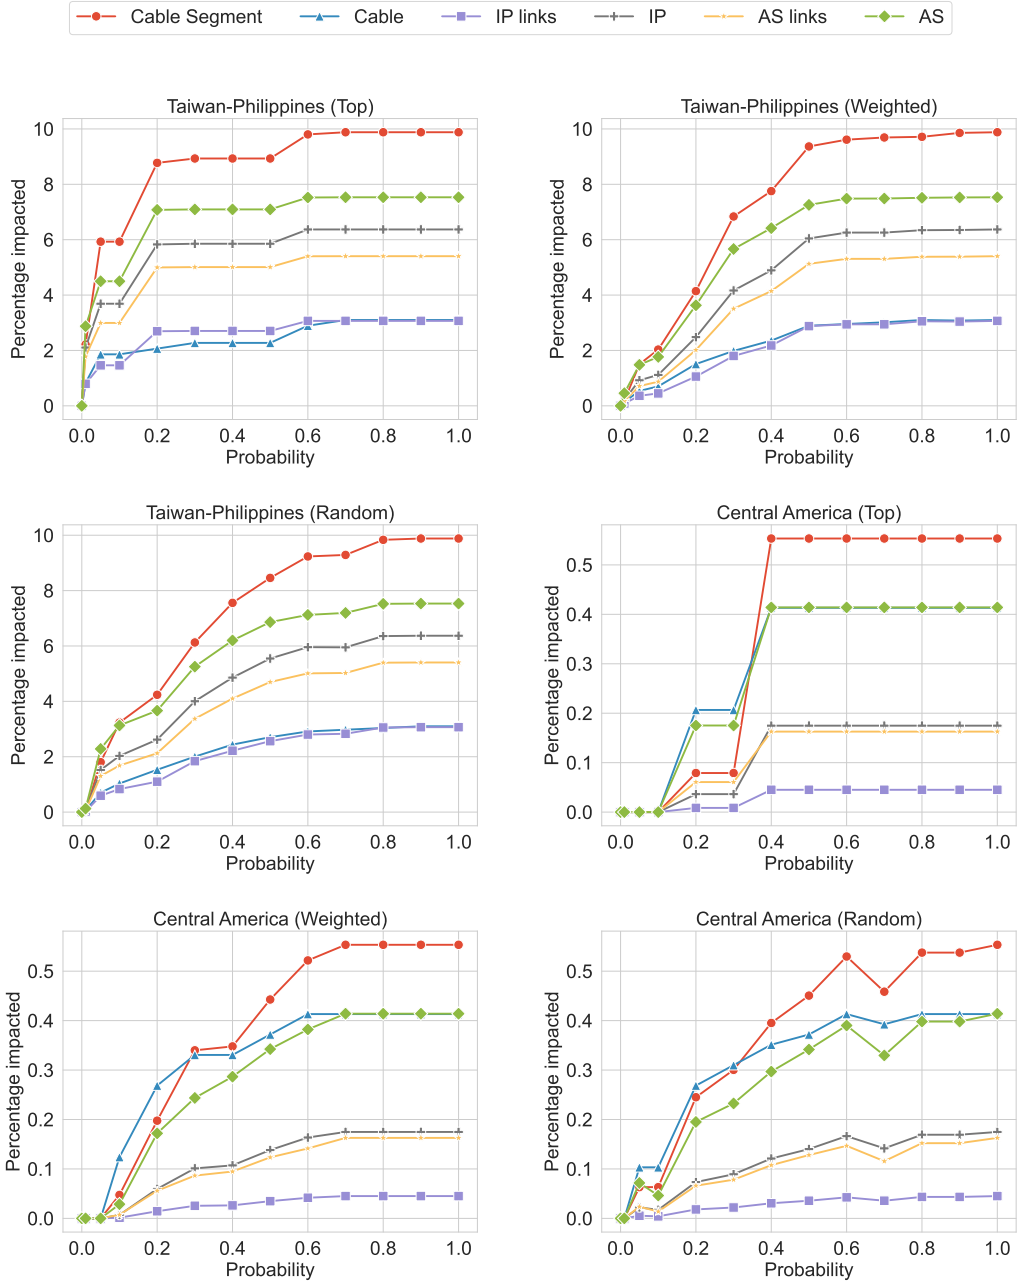 Cable Segment Cable IP links IP AS links AS
Taiwan-Philippines (Top)
Percentage impacted
10
8
6
4
2
0
0.0 0.2 0.4 0.6 0.8 1.0
Probability
Taiwan-Philippines (Weighted)
Percentage impacted
10
8
6
4
2
0
0.0 0.2 0.4 0.6 0.8 1.0
Probability
Taiwan-Philippines (Random)
Percentage impacted
10
8
6
4
2
0
0.0 0.2 0.4 0.6 0.8 1.0
Probability
Central America (Top)
Percentage impacted
0.5
0.4
0.3
0.2
0.1
0.0
0.0 0.2 0.4 0.6 0.8 1.0
Probability
Central America (Weighted)
Percentage impacted
0.5
0.4
0.3
0.2
0.1
0.0
0.0 0.2 0.4 0.6 0.8 1.0
Probability
Central America (Random)
Percentage impacted
0.5
0.4
0.3
0.2
0.1
0.0
0.0 0.2 0.4 0.6 0.8 1.0
Probability